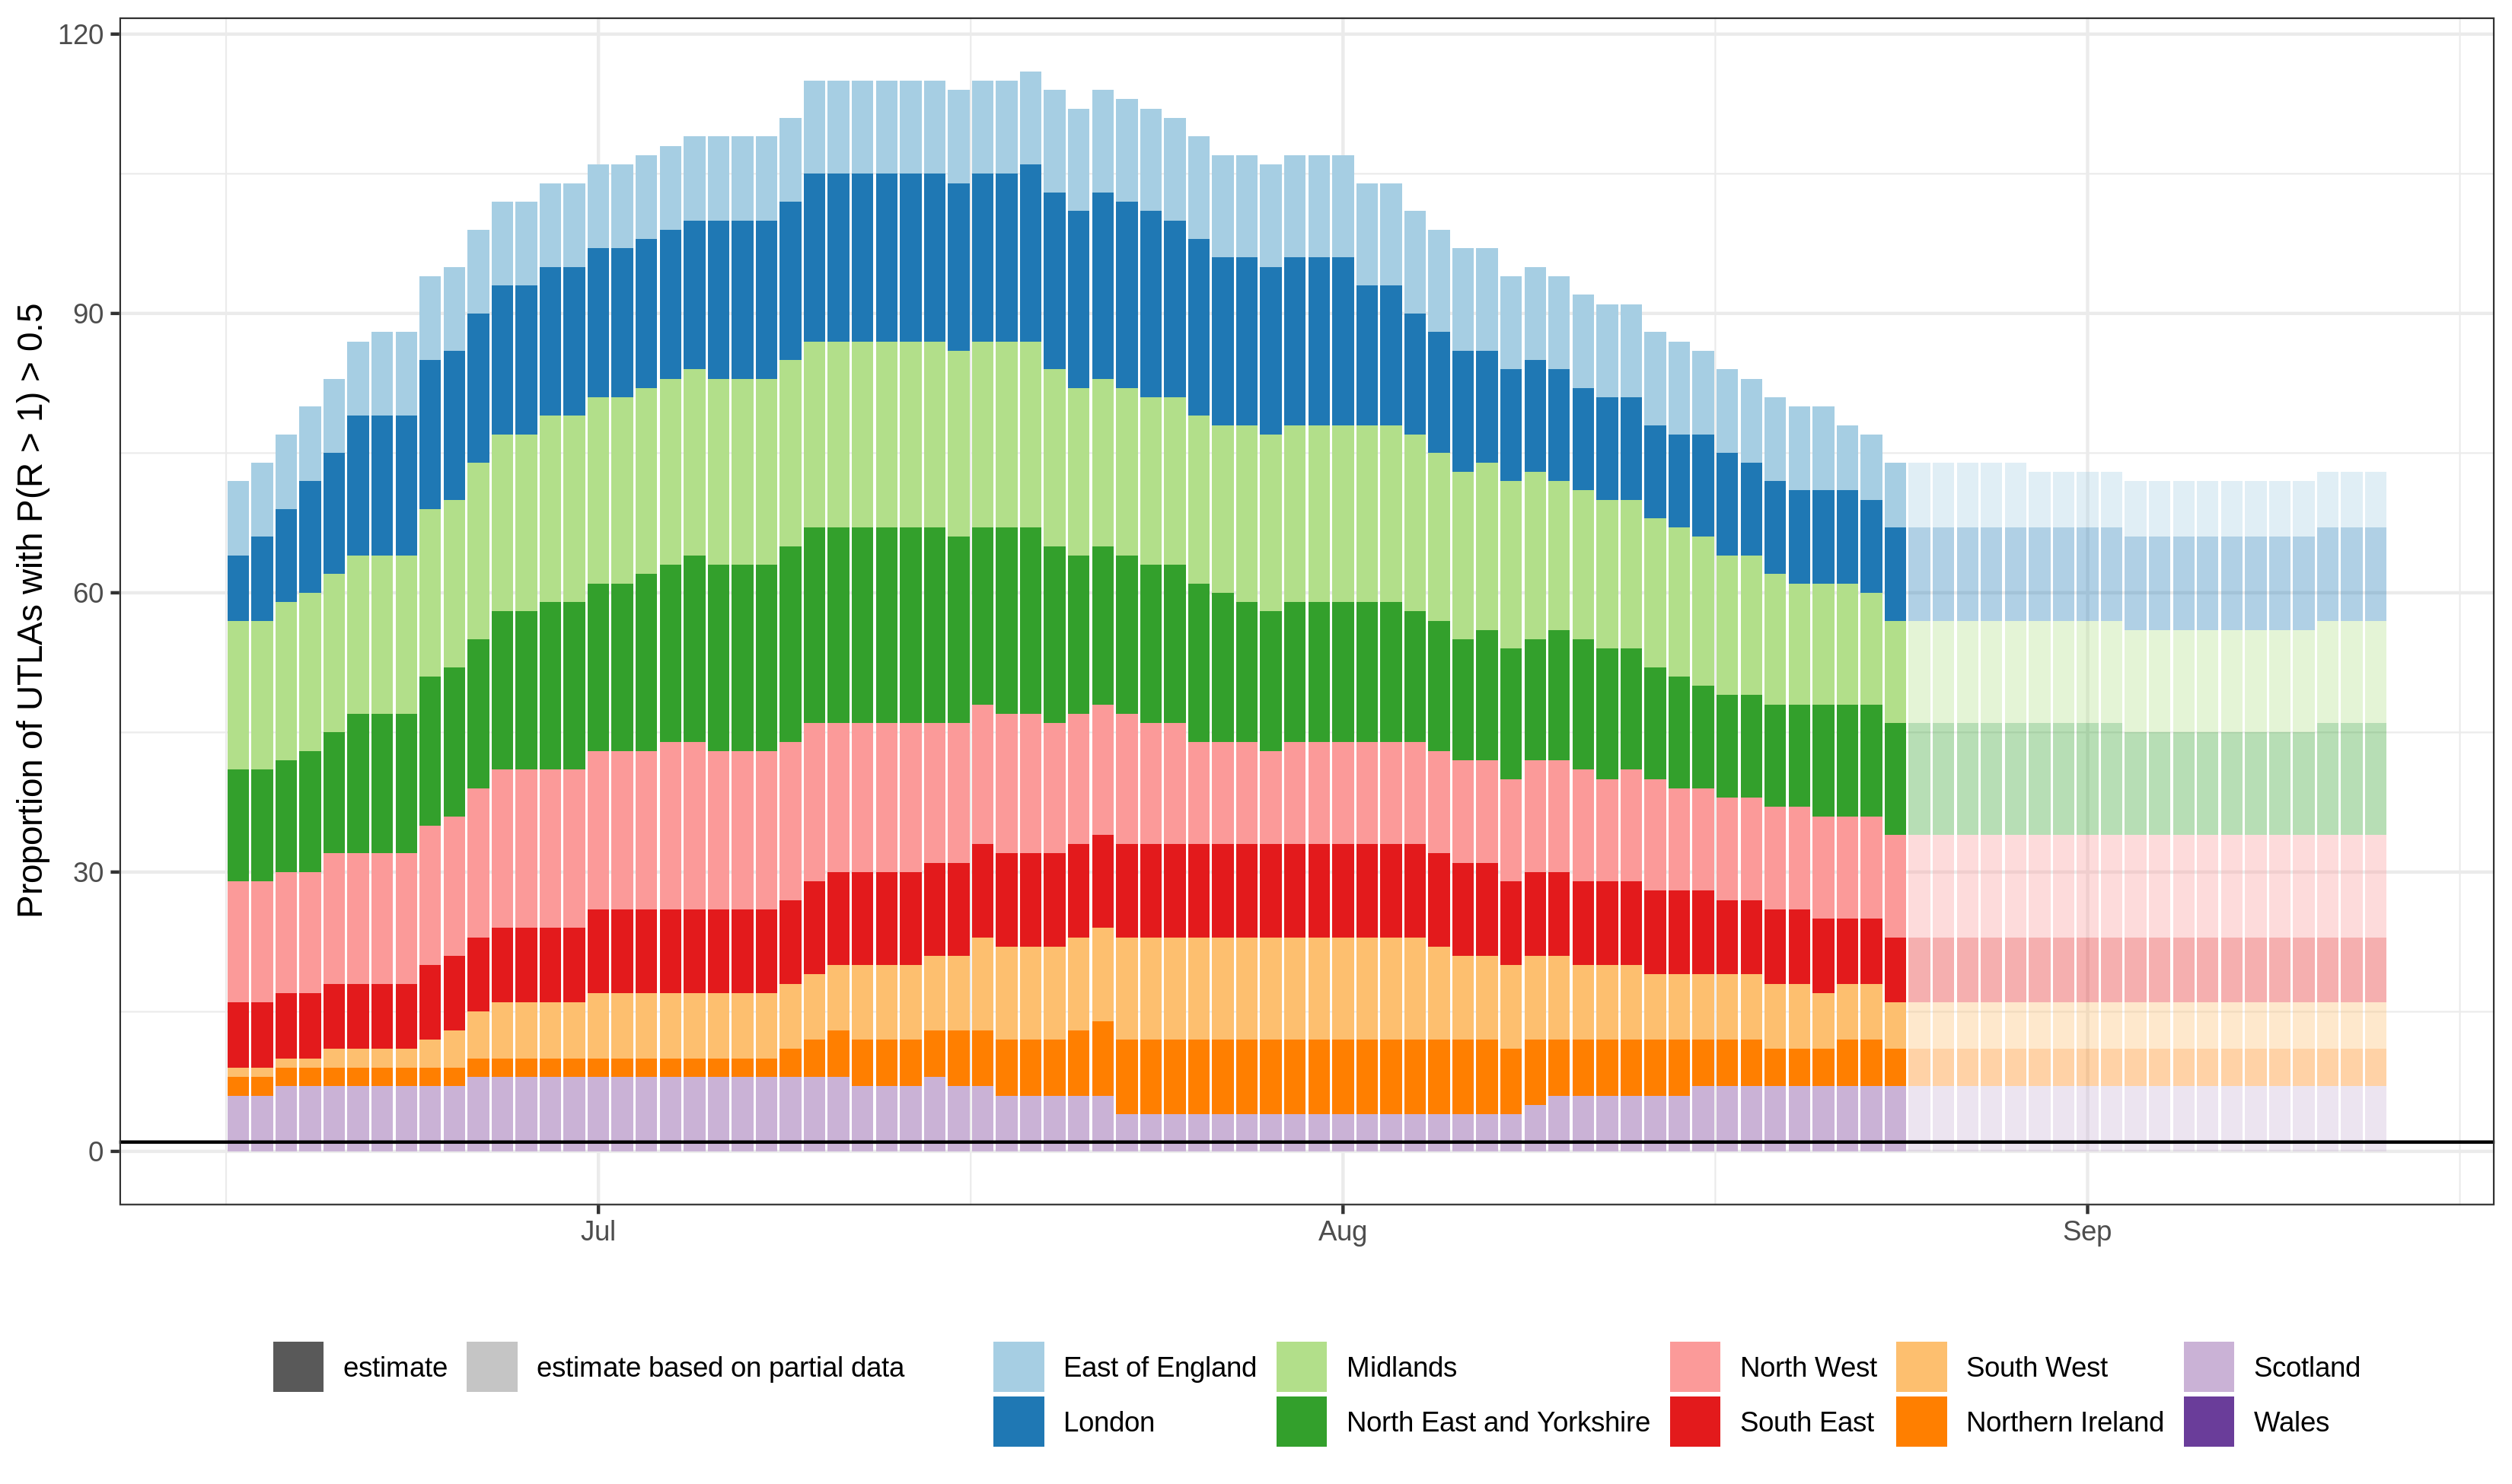 Proportion of UTLAs with P(R > 1) > 0.5
120
90
60
30
0
Jul Aug Sep
estimate estimate based on partial data East of England Midlands North West South West Scotland
London North East and Yorkshire South East Northern Ireland Wales